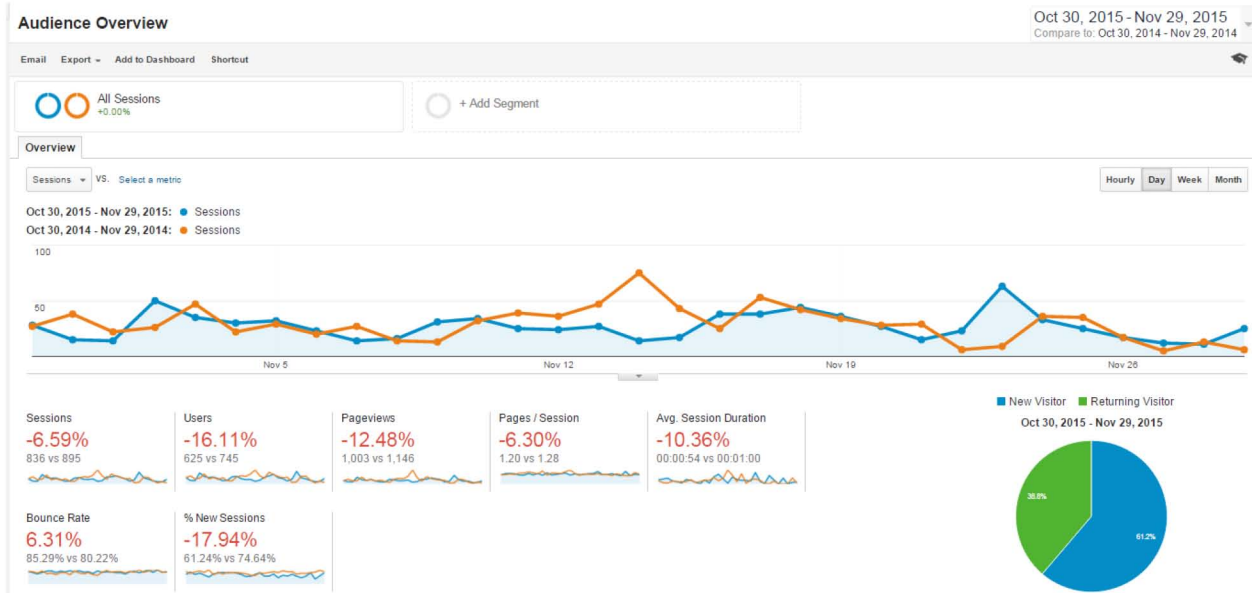 Audience Overview
Oct 30, 2015 - Nov 29, 2015
Compare to: Oct 30, 2014 - Nov 29, 2014
Email Export Add to Dashboard Shortcut
All Sessions
+0.00%
+ Add Segment
Overview
Sessions VS. Select a metric
Hourly Day Week Month
Oct 30, 2015 - Nov 29, 2015: Sessions
Oct 30, 2014 - Nov 29, 2014: Sessions
100
50
Nov 5 Nov 12 Nov 19 Nov 26
New Visitor Returning Visitor
Oct 30, 2015 - Nov 29, 2015
Sessions
-6.59%
836 vs 895
Users
-16.11%
625 vs 745
Pageviews
-12.48%
1,003 vs 1,146
Pages / Session
-6.30%
1.20 vs 1.28
Avg. Session Duration
-10.36%
00:00:54 vs 00:01:00
Bounce Rate
6.31%
85.29% vs 80.22%
% New Sessions
-17.94%
61.24% vs 74.64%
38.8%
61.2%